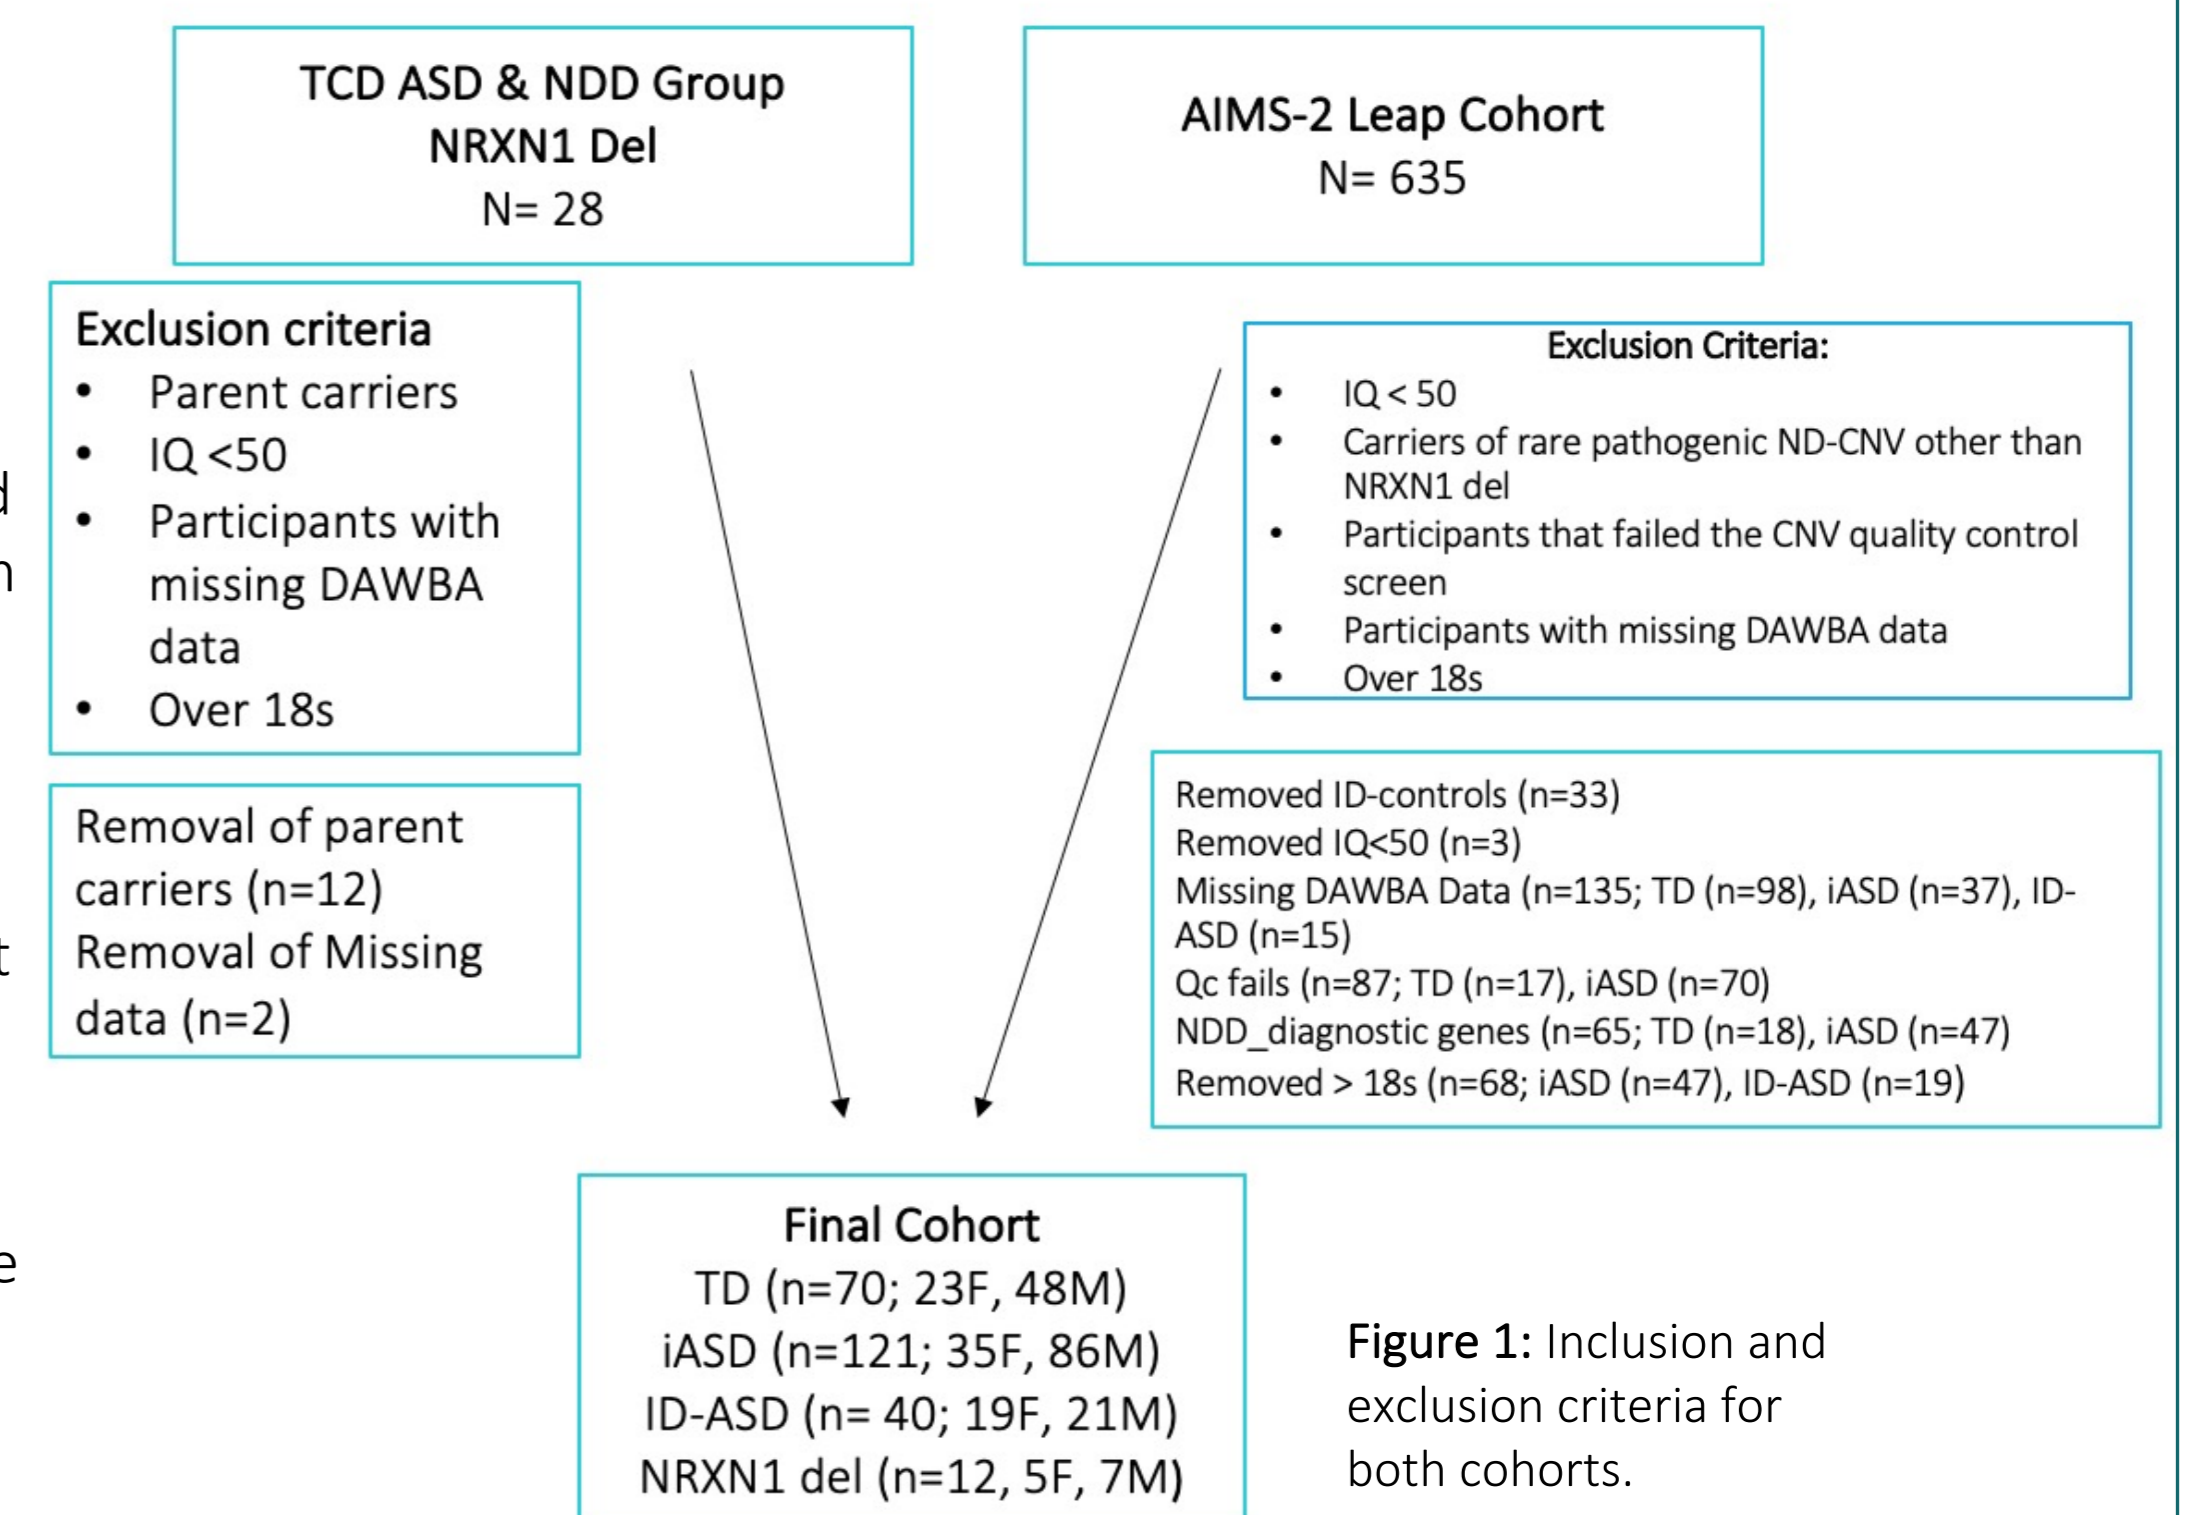 TCD ASD & NDD Group
NRXN1 Del
N= 28
AIMS-2 Leap Cohort
N= 635
Exclusion criteria
• Parent carriers
• IQ <50
• Participants with
missing DAWBA
data
• Over 18s
Exclusion Criteria:
• IQ < 50
• Carriers of rare pathogenic ND-CNV other than
NRXN1 del
• Participants that failed the CNV quality control
screen
• Participants with missing DAWBA data
• Over 18s
Removal of parent
carriers (n=12)
Removal of Missing
data (n=2)
Removed ID-controls (n=33)
Removed IQ<50 (n=3)
Missing DAWBA Data (n=135; TD (n=98), iASD (n=37), ID-
ASD (n=15)
Qc fails (n=87; TD (n=17), iASD (n=70)
NDD_diagnostic genes (n=65; TD (n=18), iASD (n=47)
Removed > 18s (n=68; iASD (n=47), ID-ASD (n=19)
Final Cohort
TD (n=70; 23F, 48M)
iASD (n=121; 35F, 86M)
ID-ASD (n= 40; 19F, 21M)
NRXN1 del (n=12, 5F, 7M)
Figure 1: Inclusion and
exclusion criteria for
both cohorts.